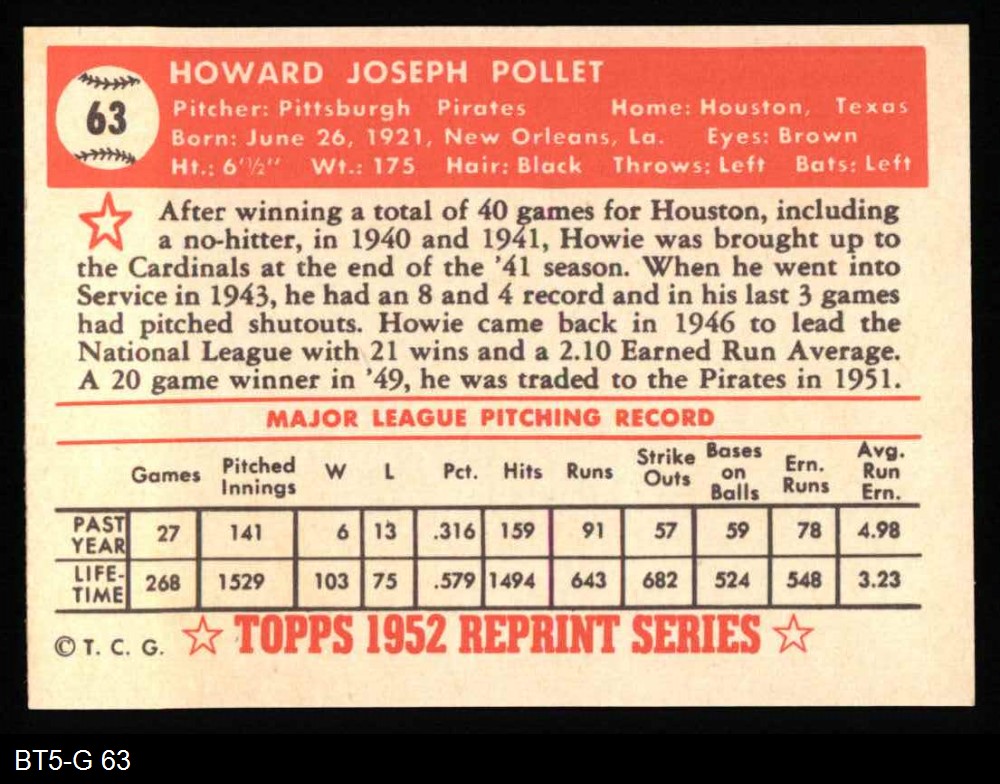 63
HOWARD JOSEPH POLLET
Pitcher: Pittsburgh Pirates Home: Houston, Texas
Born: June 26, 1921, New Orleans, La. Eyes: Brown
Ht.: 6'½" Wt.: 175 Hair: Black Throws: Left Bats: Left
After winning a total of 40 games for Houston, including
a no-hitter, in 1940 and 1941, Howie was brought up to
the Cardinals at the end of the '41 season. When he went into
Service in 1943, he had an 8 and 4 record and in his last 3 games
had pitched shutouts. Howie came back in 1946 to lead the
National League with 21 wins and a 2.10 Earned Run Average.
A 20 game winner in '49, he was traded to the Pirates in 1951.
MAJOR LEAGUE PITCHING RECORD
Games Pitched Innings W L Pct. Hits Runs Strike Outs Bases on Balls Ern. Runs Avg. Run Ern.
PAST YEAR 27 141 6 13 .316 159 91 57 59 78 4.98
LIFE-TIME 268 1529 103 75 .579 1494 643 682 524 548 3.23
© T. C. G. TOPPS 1952 REPRINT SERIES
BT5-G 63